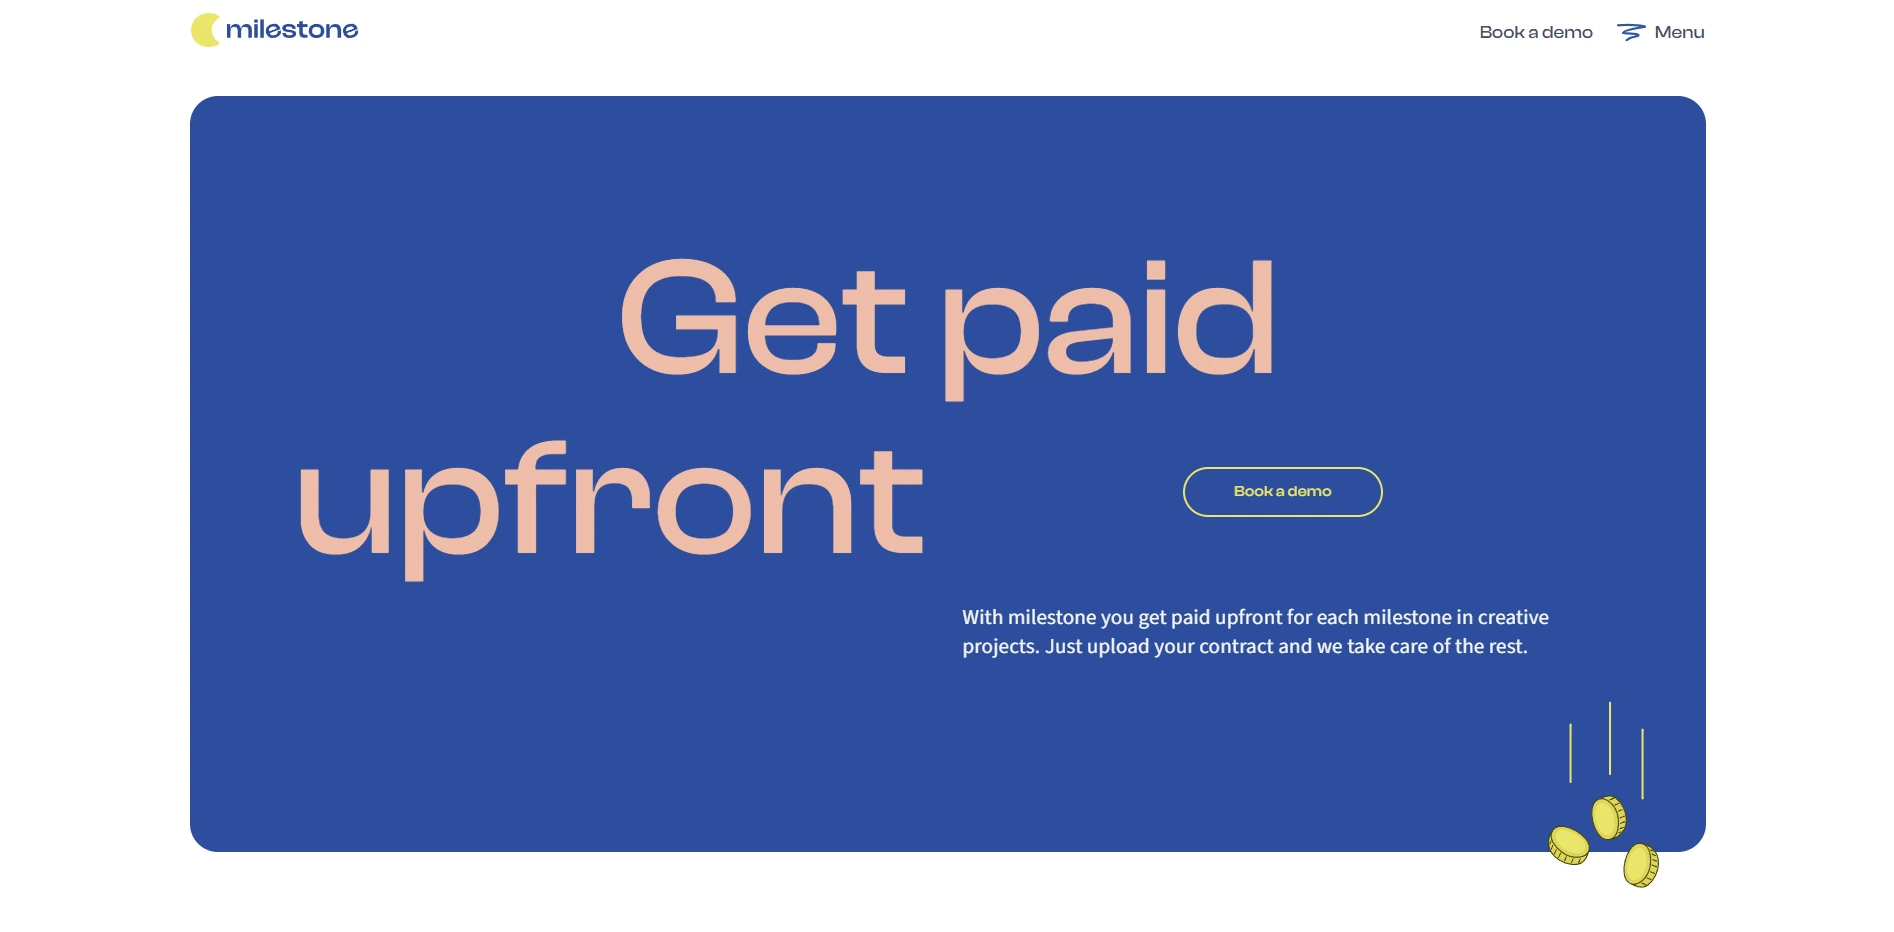 milestone
Book a demo
Menu
Get paid
upfront
Book a demo
With milestone you get paid upfront for each milestone in creative
projects. Just upload your contract and we take care of the rest.